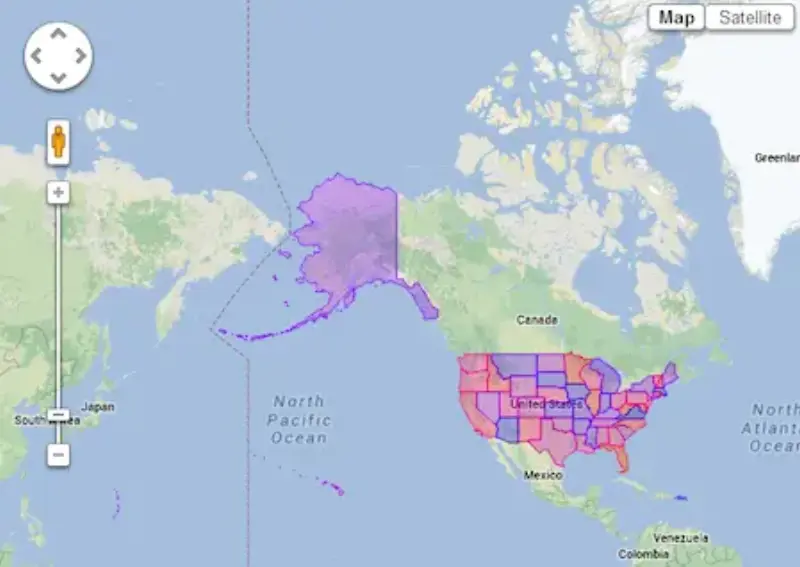 Map
Satellite
Greenlan
Canada
North
Pacific
Ocean
Japan
South Korea
United States
North
Atlant
Ocea
Mexico
Venezuela
Colombia